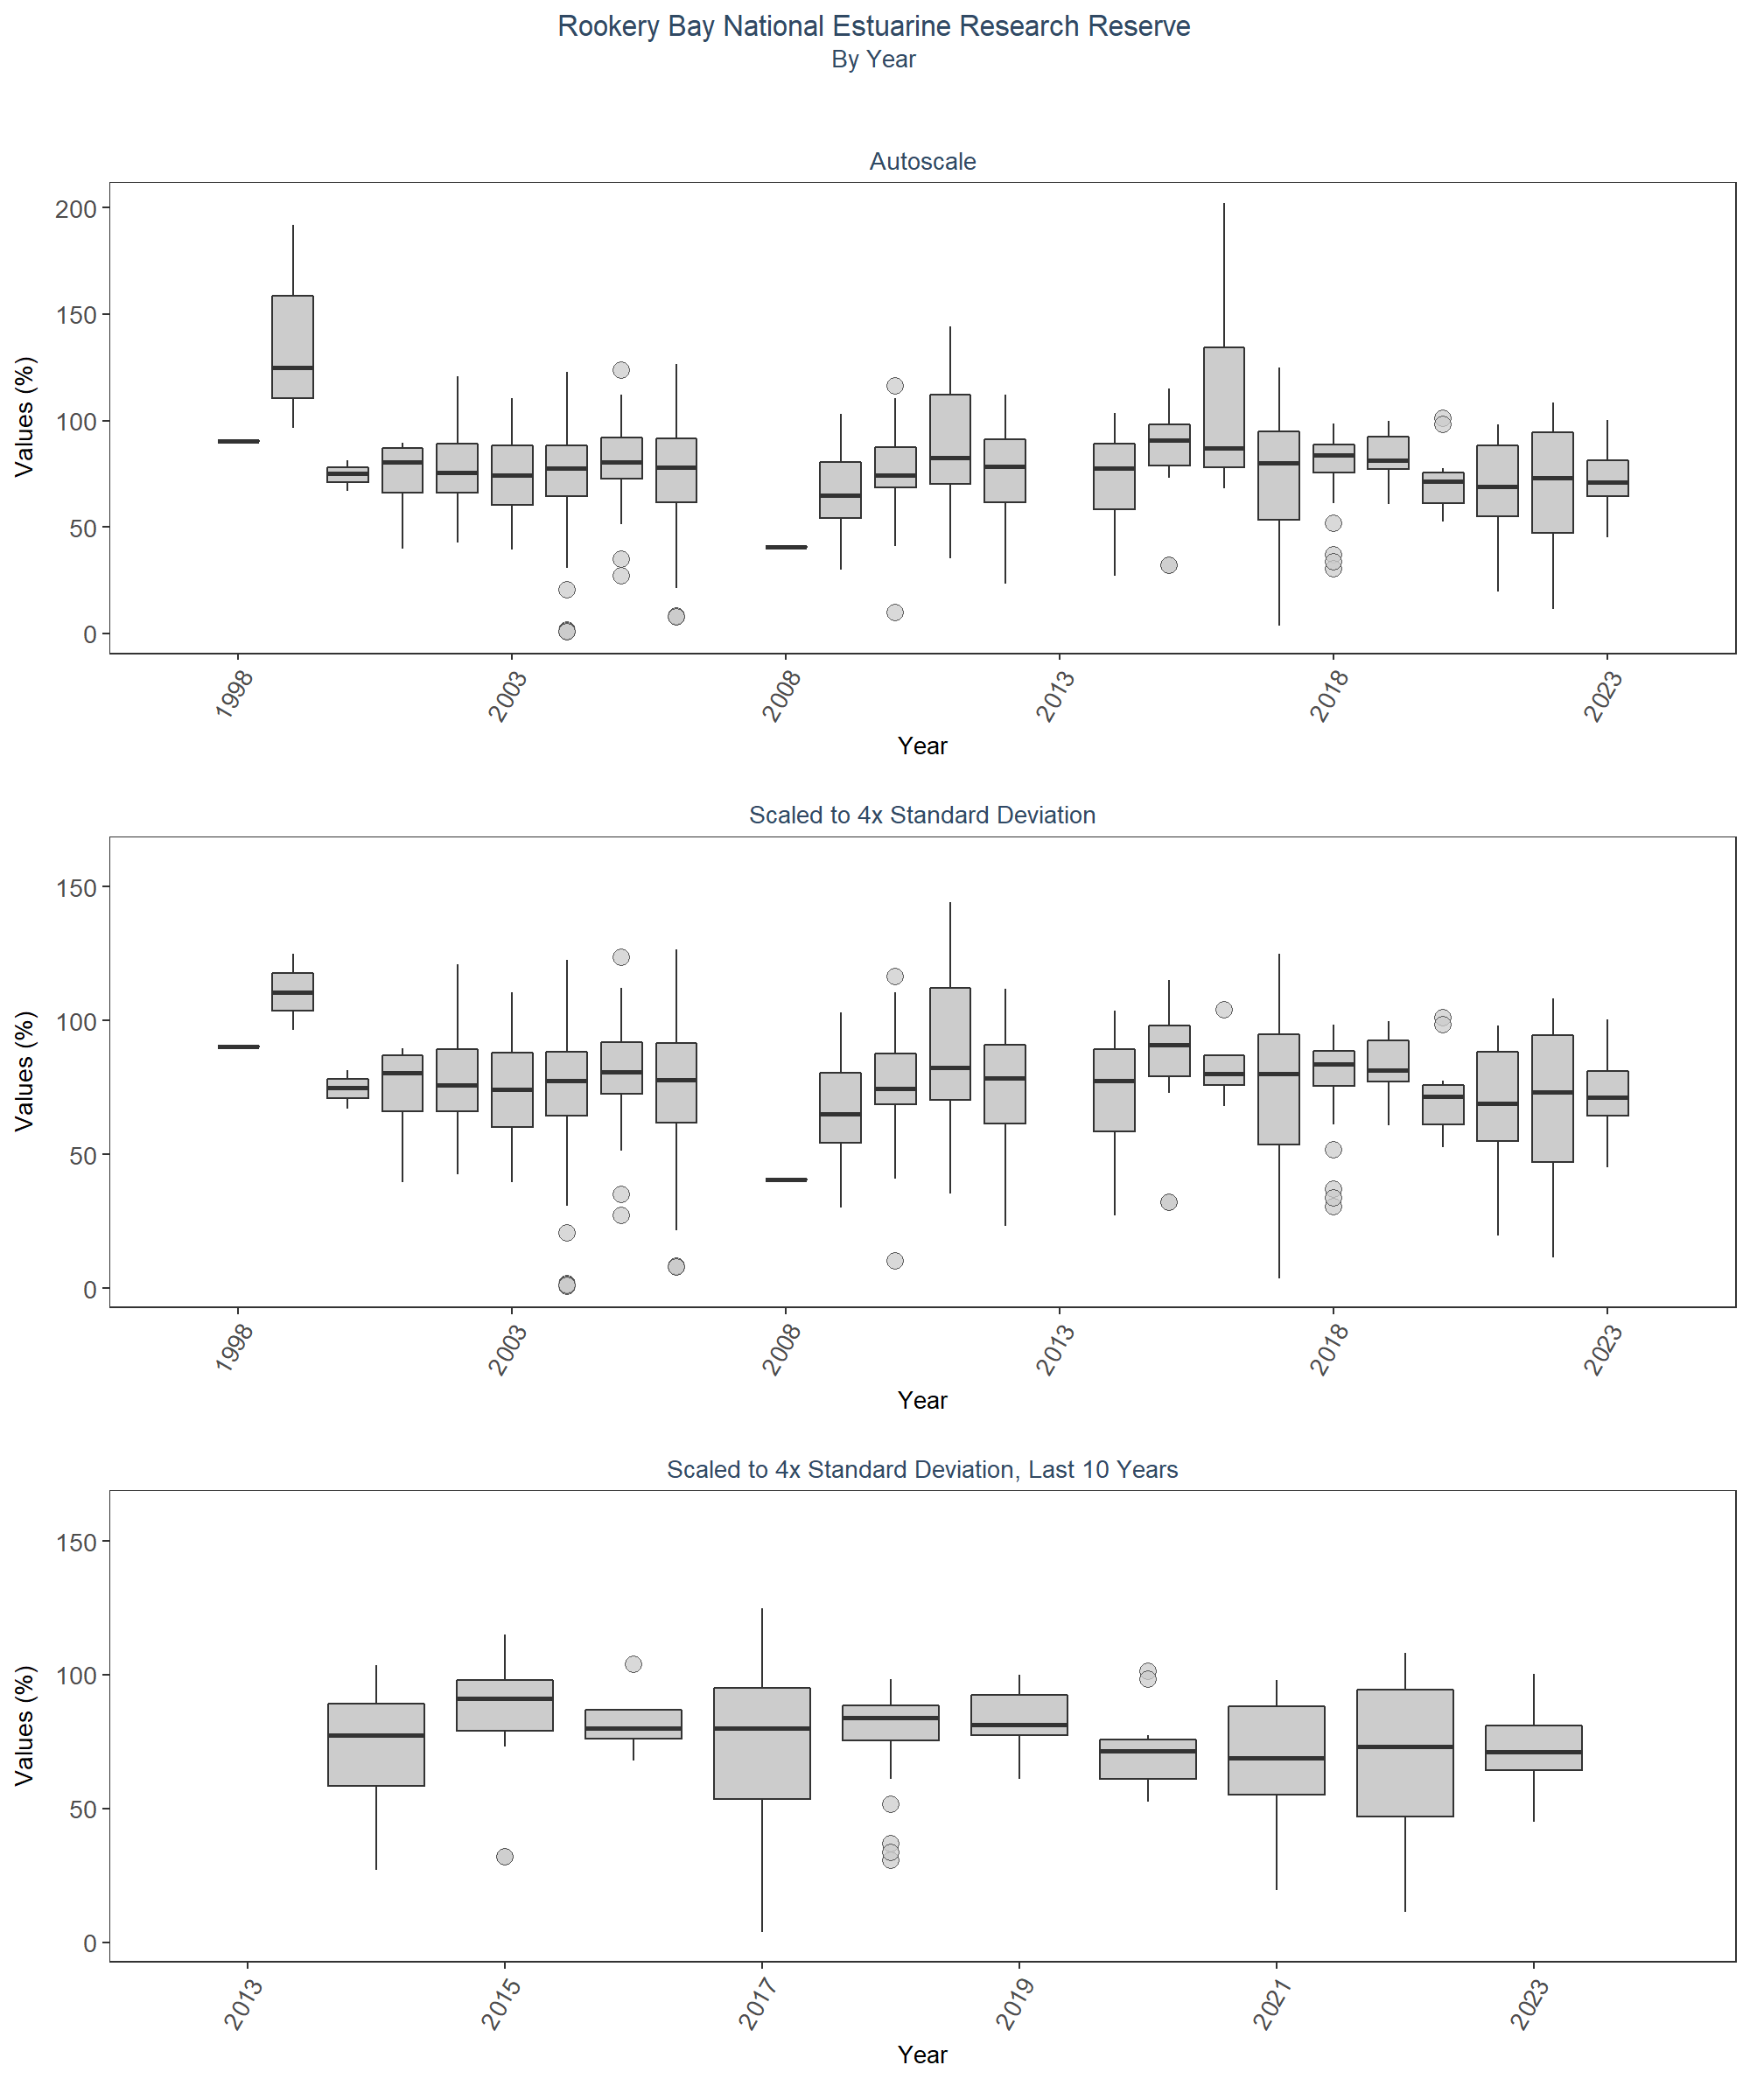 Rookery Bay National Estuarine Research Reserve
By Year
Autoscale
Values (%)
200
150
100
50
0
1998
2003
2008
2013
2018
2023
Year
Scaled to 4x Standard Deviation
Values (%)
150
100
50
0
1998
2003
2008
2013
2018
2023
Year
Scaled to 4x Standard Deviation, Last 10 Years
Values (%)
150
100
50
0
2013
2015
2017
2019
2021
2023
Year